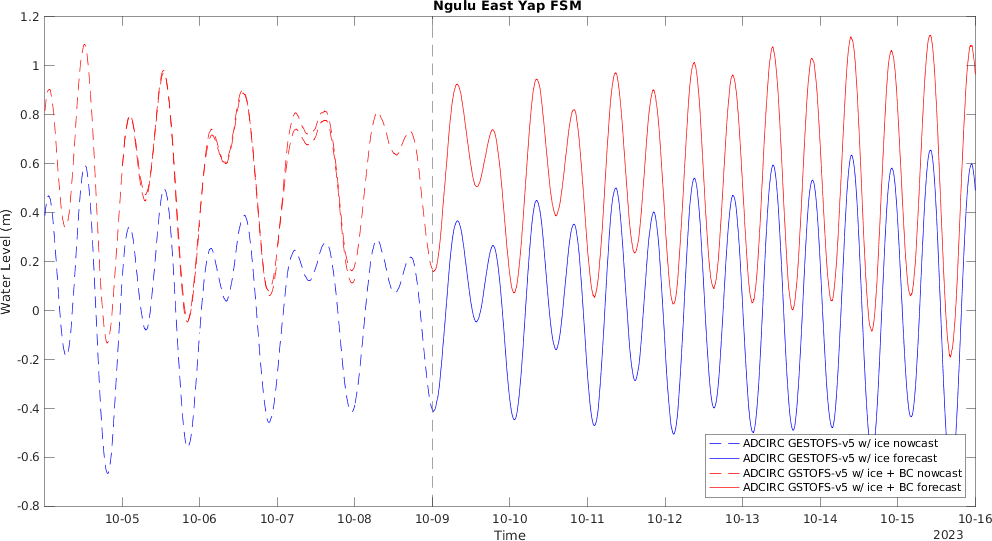 Ngulu East Yap FSM
1.2
1
0.8
0.6
0.4
0.2
0
-0.2
-0.4
-0.6
-0.8
Water Level (m)
ADCIRC GESTOFS-v5 w/ ice nowcast
ADCIRC GESTOFS-v5 w/ ice forecast
ADCIRC GSTOFS-v5 w/ ice + BC nowcast
ADCIRC GSTOFS-v5 w/ ice + BC forecast
10-05 10-06 10-07 10-08 10-09 10-10 10-11 10-12 10-13 10-14 10-15 10-16
Time 2023